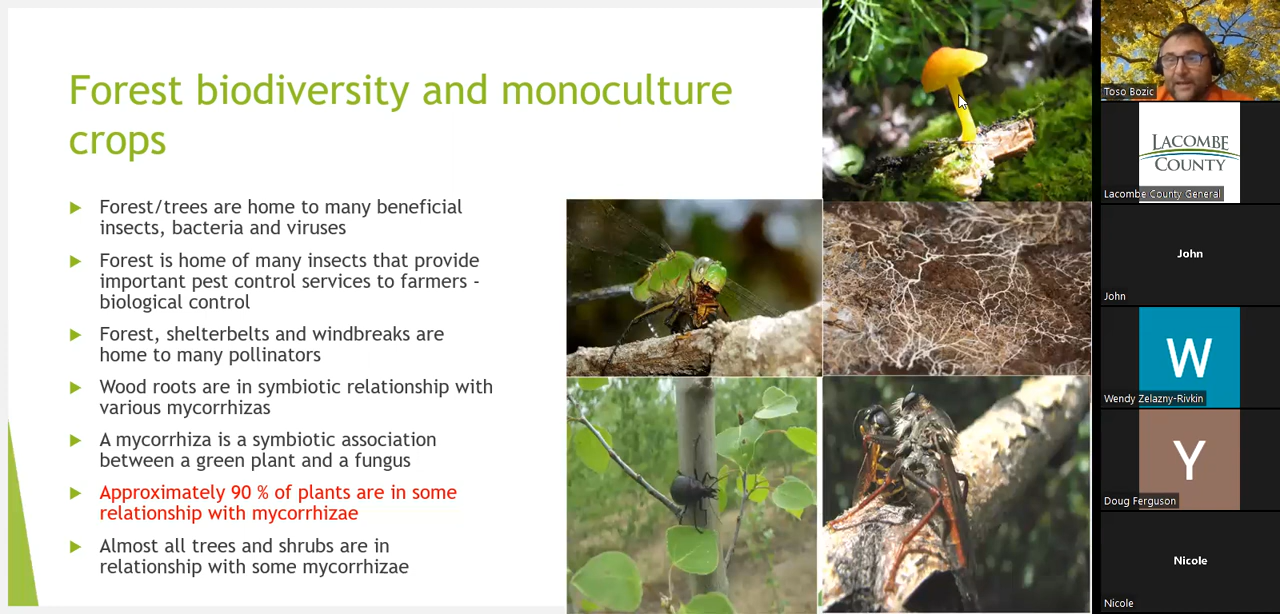 Forest biodiversity and monoculture
crops
Forest/trees are home to many beneficial
insects, bacteria and viruses
Forest is home of many insects that provide
important pest control services to farmers -
biological control
Forest, shelterbelts and windbreaks are
home to many pollinators
Wood roots are in symbiotic relationship with
various mycorrhizas
A mycorrhiza is a symbiotic association
between a green plant and a fungus
Approximately 90 % of plants are in some
relationship with mycorrhizae
Almost all trees and shrubs are in
relationship with some mycorrhizae
Toso Bozic
LACOMBE
COUNTY
Lacombe County General
John
John
W
Wendy Zelazny-Rivkin
Y
Doug Ferguson
Nicole
Nicole